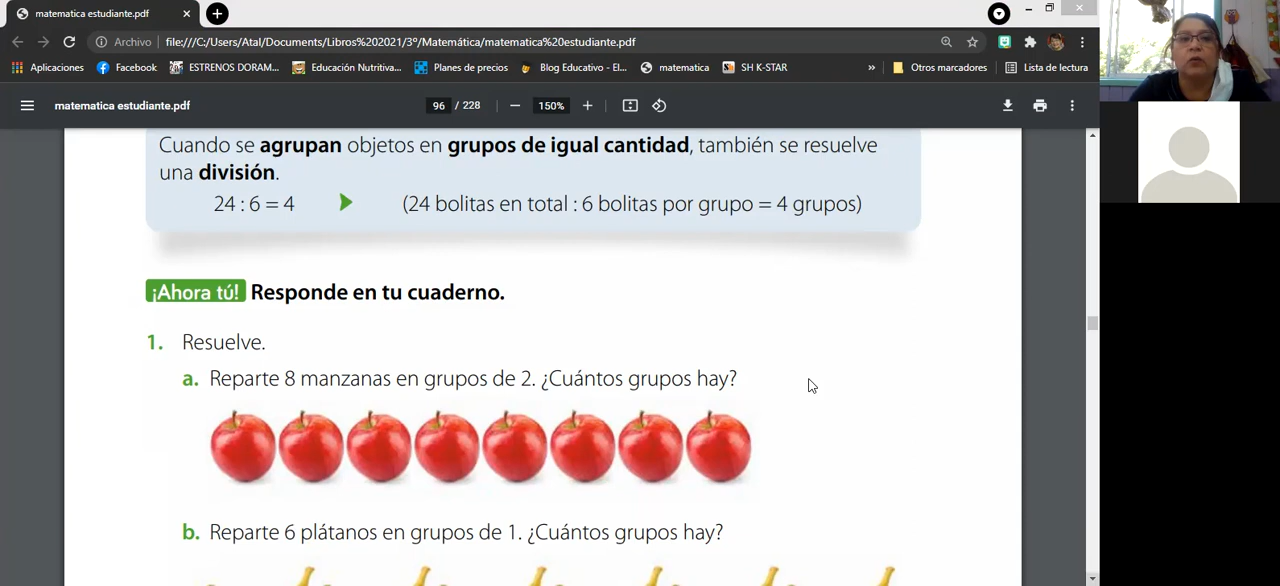 matematica estudiante.pdf
Archivo | file:///C:/Users/Atal/Documents/Libros%202021/3º/Matemática/matematica%20estudiante.pdf
Aplicaciones Facebook ESTRENOS DORAM... Educación Nutritiva... Planes de precios Blog Educativo - El... matematica SH K-STAR » Otros marcadores Lista de lectura
matematica estudiante.pdf 96 / 228 150%
Cuando se agrupan objetos en grupos de igual cantidad, también se resuelve
una división.
24 : 6 = 4 (24 bolitas en total : 6 bolitas por grupo = 4 grupos)
¡Ahora tú! Responde en tu cuaderno.
1. Resuelve.
a. Reparte 8 manzanas en grupos de 2. ¿Cuántos grupos hay?
b. Reparte 6 plátanos en grupos de 1. ¿Cuántos grupos hay?